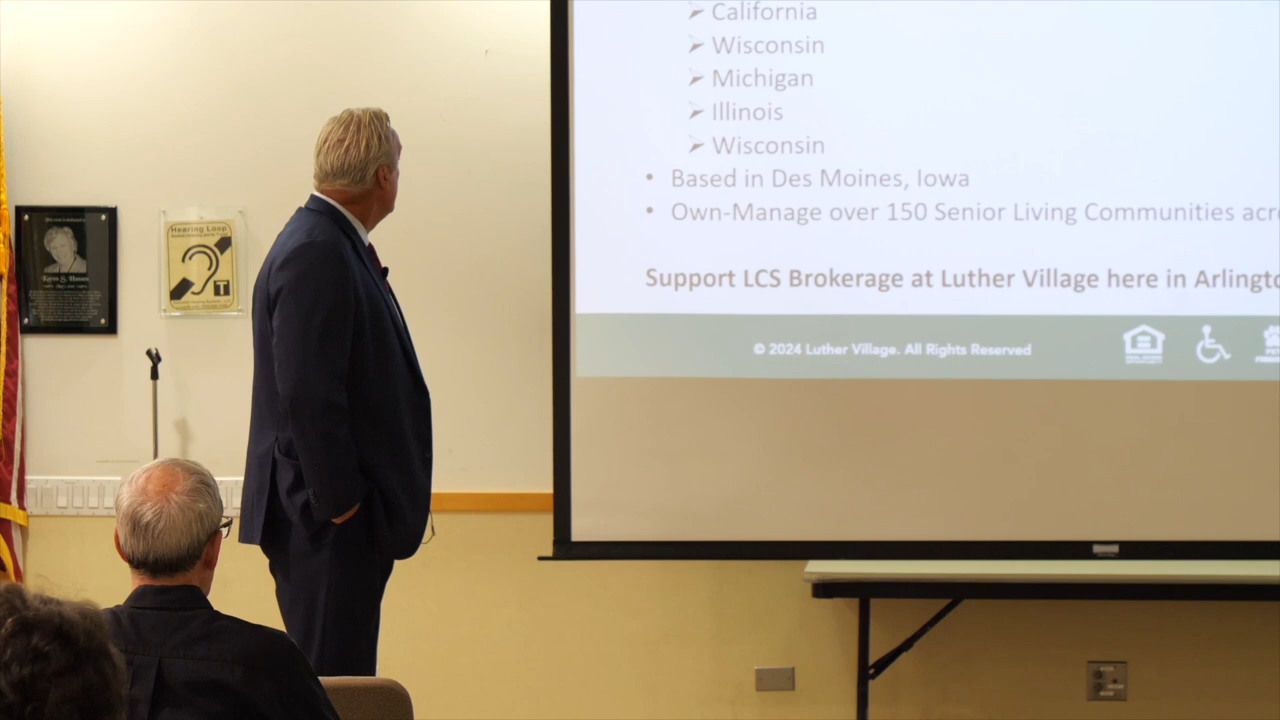 California
Wisconsin
Michigan
Illinois
Wisconsin
• Based in Des Moines, Iowa
• Own-Manage over 150 Senior Living Communities acr
Support LCS Brokerage at Luther Village here in Arlingto
© 2024 Luther Village. All Rights Reserved
Hearing Loop
T